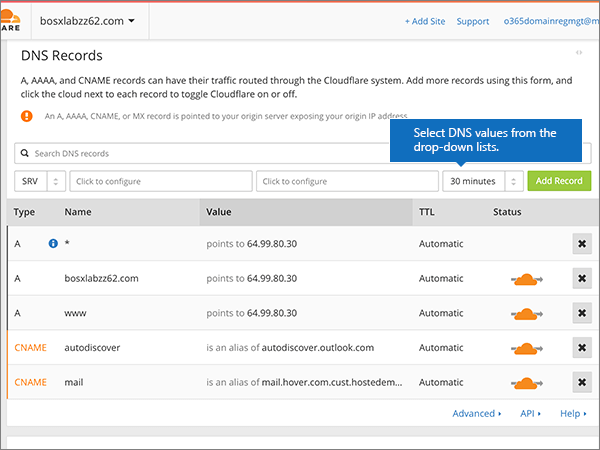 ARE
bosxlabzz62.com
+ Add Site
Support
o365domainregmgt@m
DNS Records
A, AAAA, and CNAME records can have their traffic routed through the Cloudflare system. Add more records using this form, and
click the cloud next to each record to toggle Cloudflare on or off.
An A, AAAA, CNAME, or MX record is pointed to your origin server exposing your origin IP address
Select DNS values from the
drop-down lists.
Search DNS records
SRV Click to configure Click to configure 30 minutes Add Record
Type Name Value TTL Status
A * points to 64.99.80.30 Automatic
A bosxlabzz62.com points to 64.99.80.30 Automatic
A www points to 64.99.80.30 Automatic
CNAME autodiscover is an alias of autodiscover.outlook.com Automatic
CNAME mail is an alias of mail.hover.com.cust.hostedem... Automatic
Advanced API Help